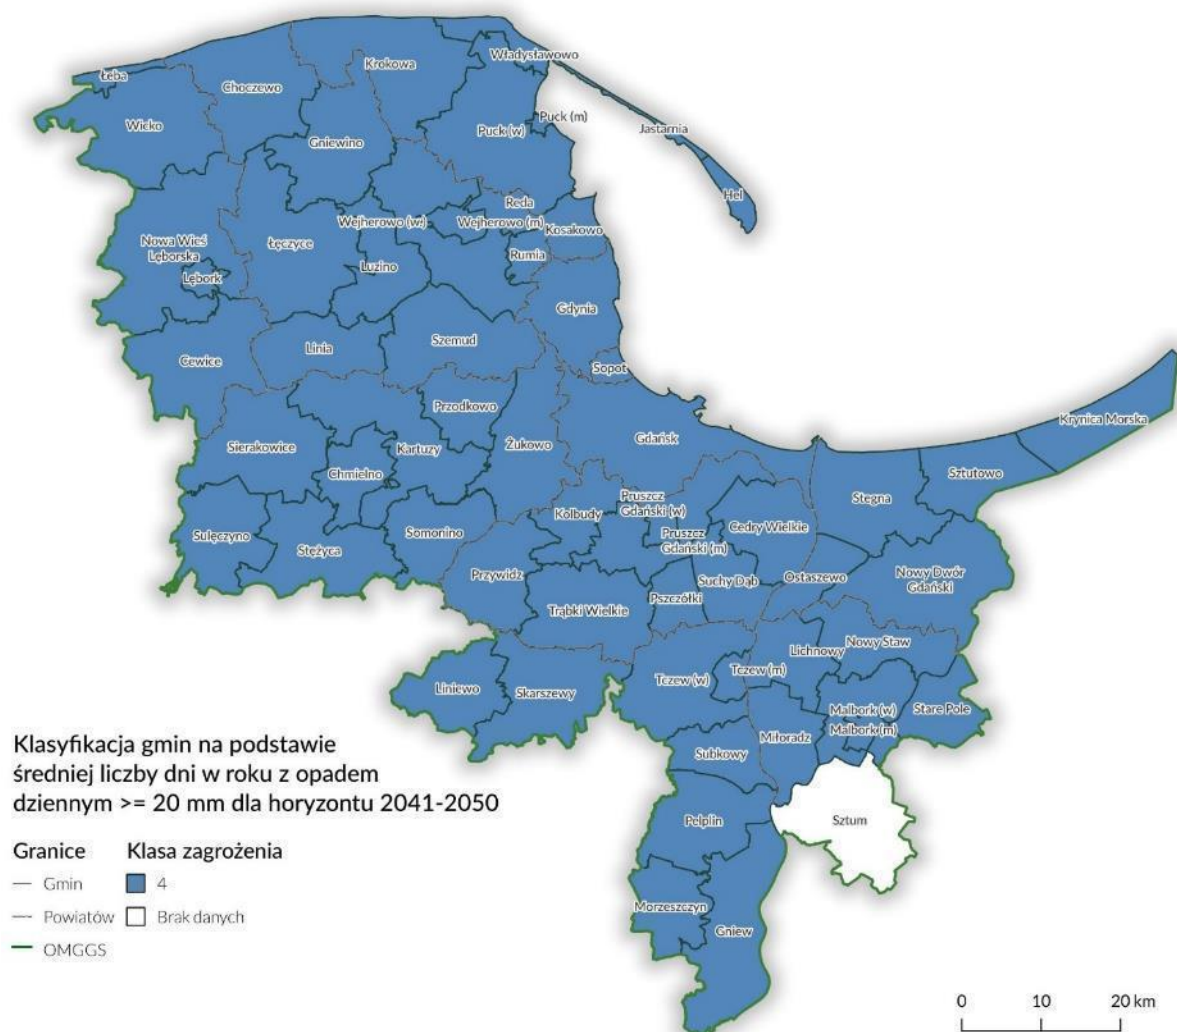 Władysławowo
Krokowa
Łeba
Choczewo
Puck (m)
Wicko
Puck (w)
Jastarnia
Gniewino
Hel
Reda
Wejherowo (w)
Wejherowo (m)
Kosakowo
Nowa Wieś
Lęborska
Łęczyce
Rumia
Luzino
Lębork
Gdynia
Szemud
Linia
Cewice
Sopot
Przodkowo
Krynica Morska
Gdańsk
Sierakowice
Kartuzy
Żukowo
Chmielno
Sztutowo
Stegna
Pruszcz
Gdański (w)
Kolbudy
Cedry Wielkie
Sulęczyno
Somonino
Pruszcz
Gdański (m)
Stężyca
Przywidz
Suchy Dąb
Ostaszewo
Nowy Dwór
Gdański
Pszczółki
Trąbki Wielkie
Nowy Staw
Lichnowy
Tczew (m)
Tczew (w)
Liniewo
Skarszewy
Malbork (w)
Stare Pole
Malbork (m)
Miłoradz
Subkowy
Pelplin
Sztum
Morzeszczyn
Gniew
Klasyfikacja gmin na podstawie
średniej liczby dni w roku z opadem
dziennym >= 20 mm dla horyzontu 2041-2050
Granice Klasa zagrożenia
Gmin 4
Powiatów Brak danych
OMGGS
0 10 20 km